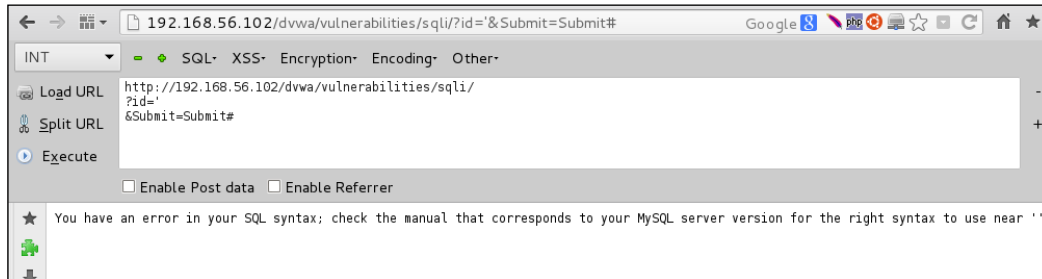 192.168.56.102/dvwa/vulnerabilities/sqli/?id='&Submit=Submit#
Google 8 php
INT SQL- XSS- Encryption- Encoding- Other-
Load URL
Split URL
Execute
http://192.168.56.102/dvwa/vulnerabilities/sqli/
?id='
&Submit=Submit#
-
+
Enable Post data Enable Referrer
You have an error in your SQL syntax; check the manual that corresponds to your MySQL server version for the right syntax to use near ''